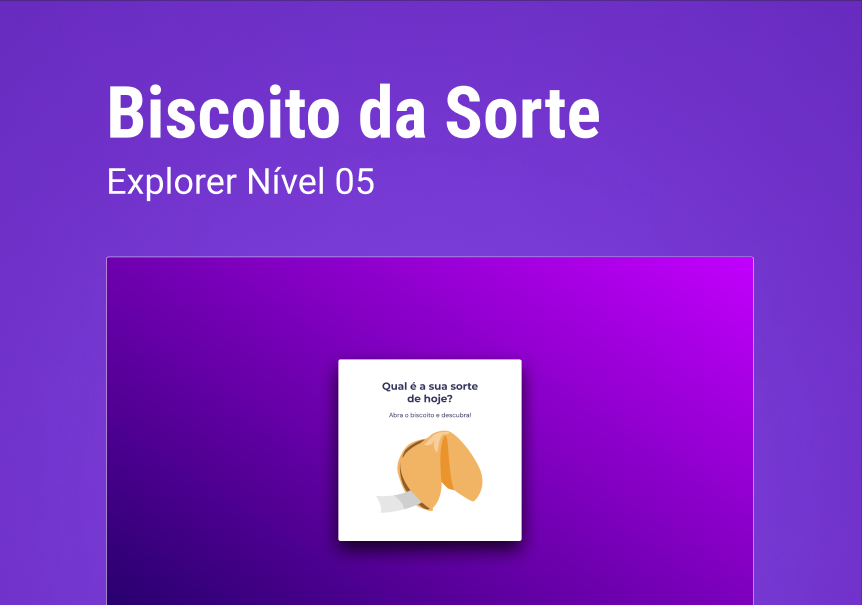 Biscoito da Sorte
Explorer Nível 05
Qual é a sua sorte
de hoje?
Abra o biscoito e descubra!